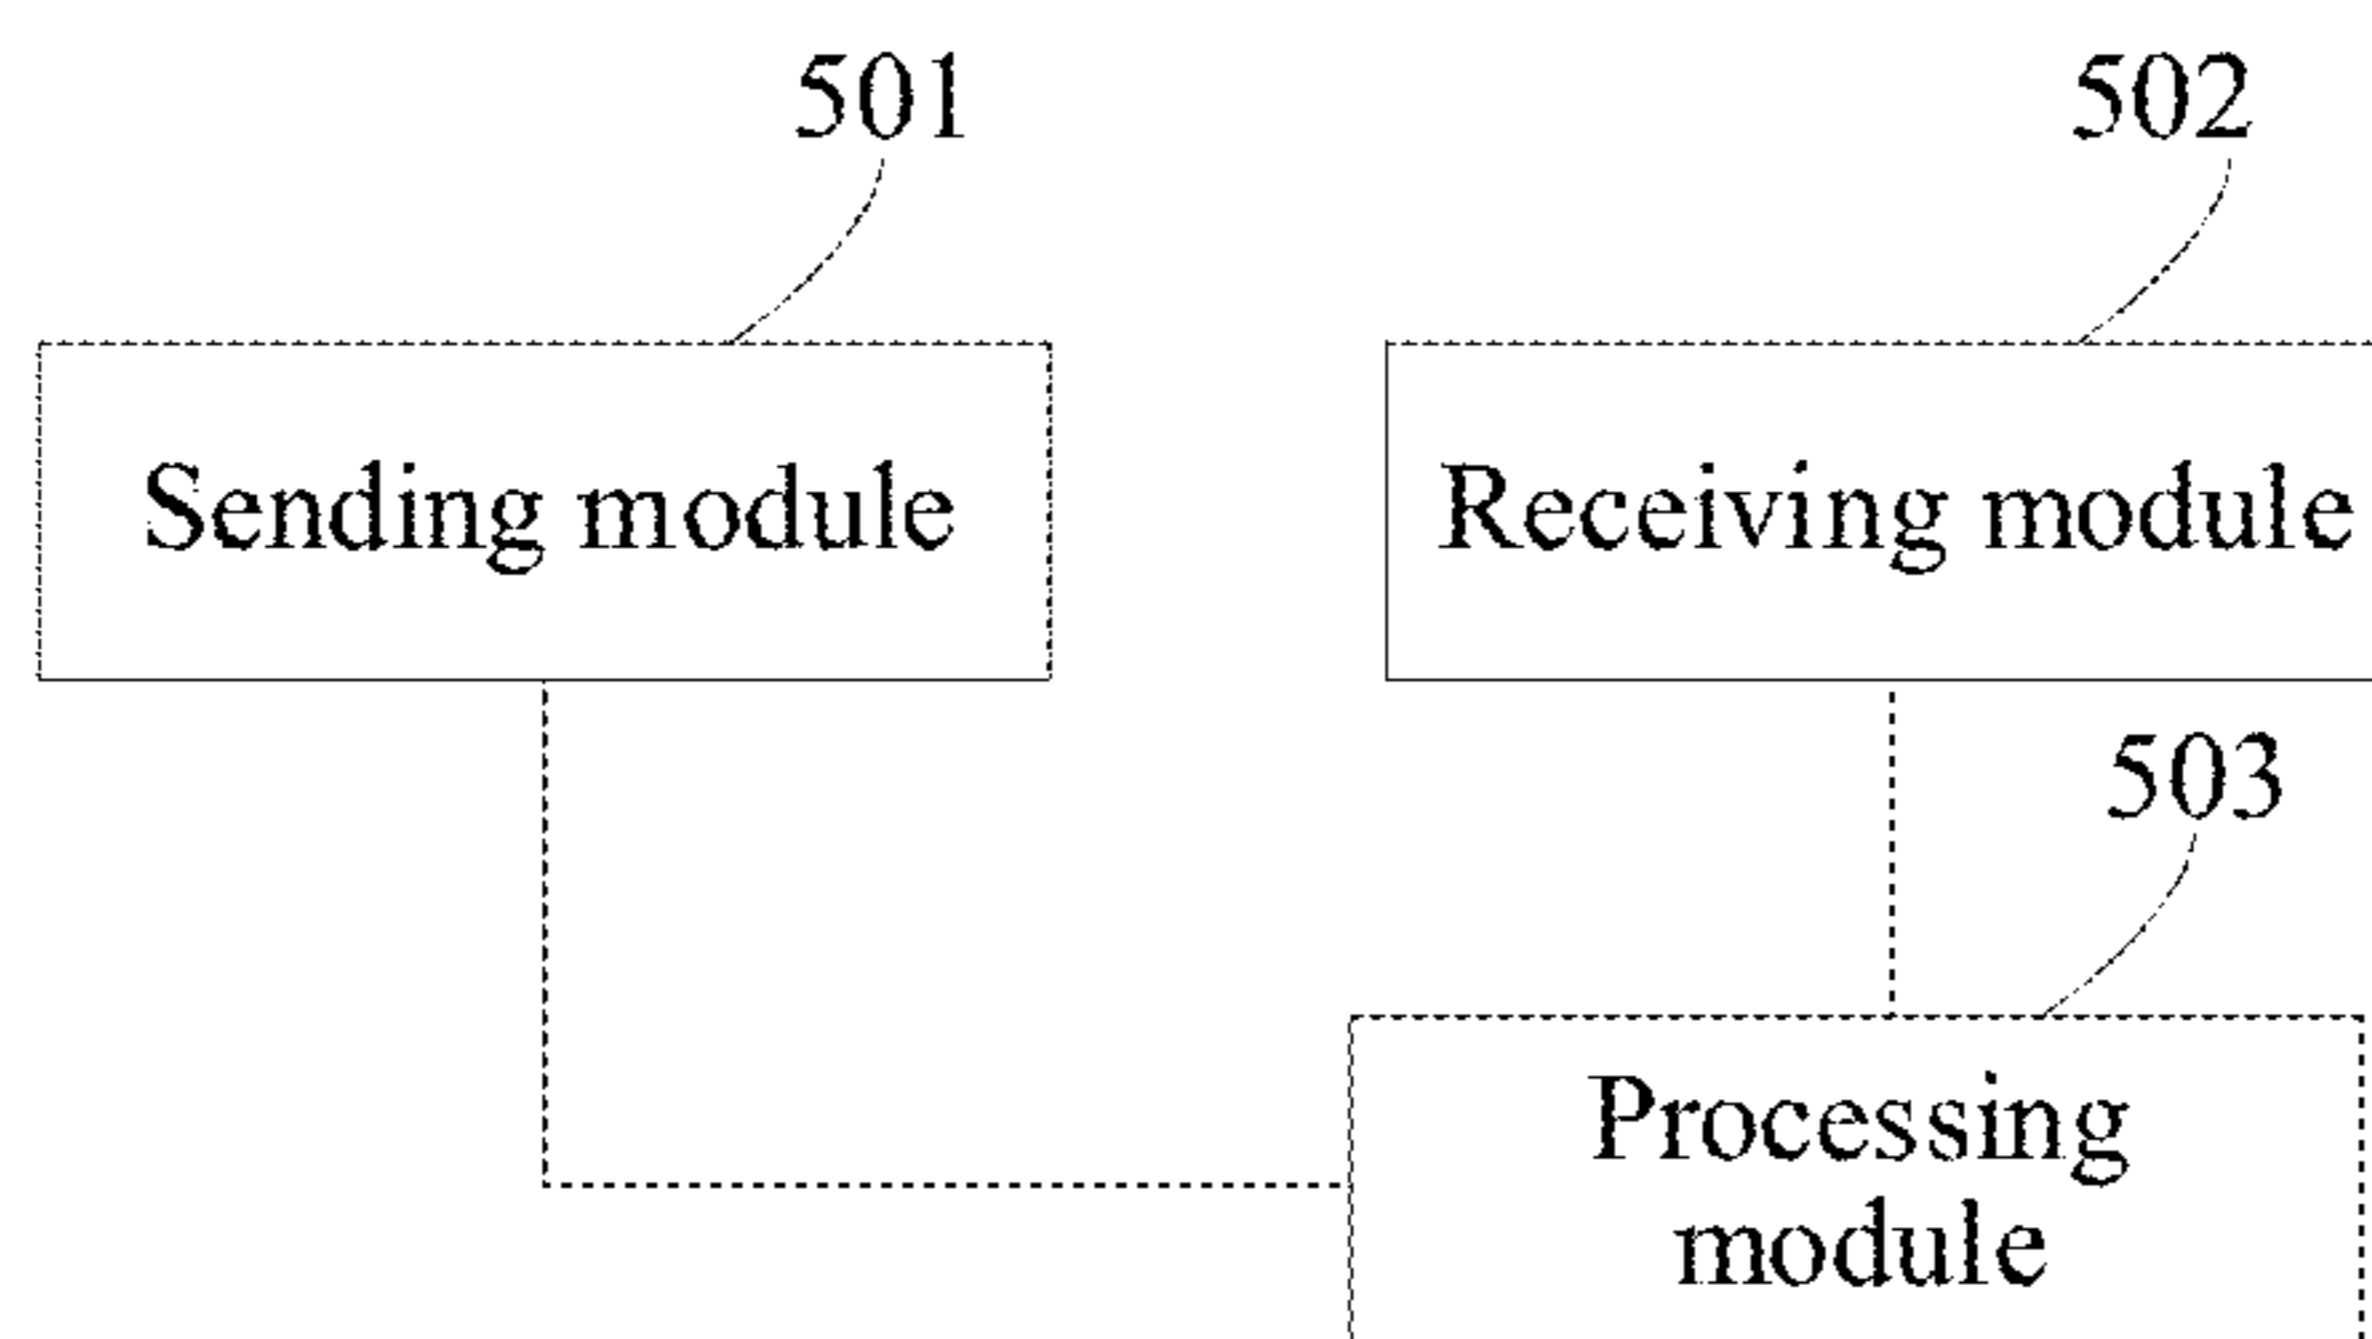 501
502
Sending module
Receiving module
503
Processing
module